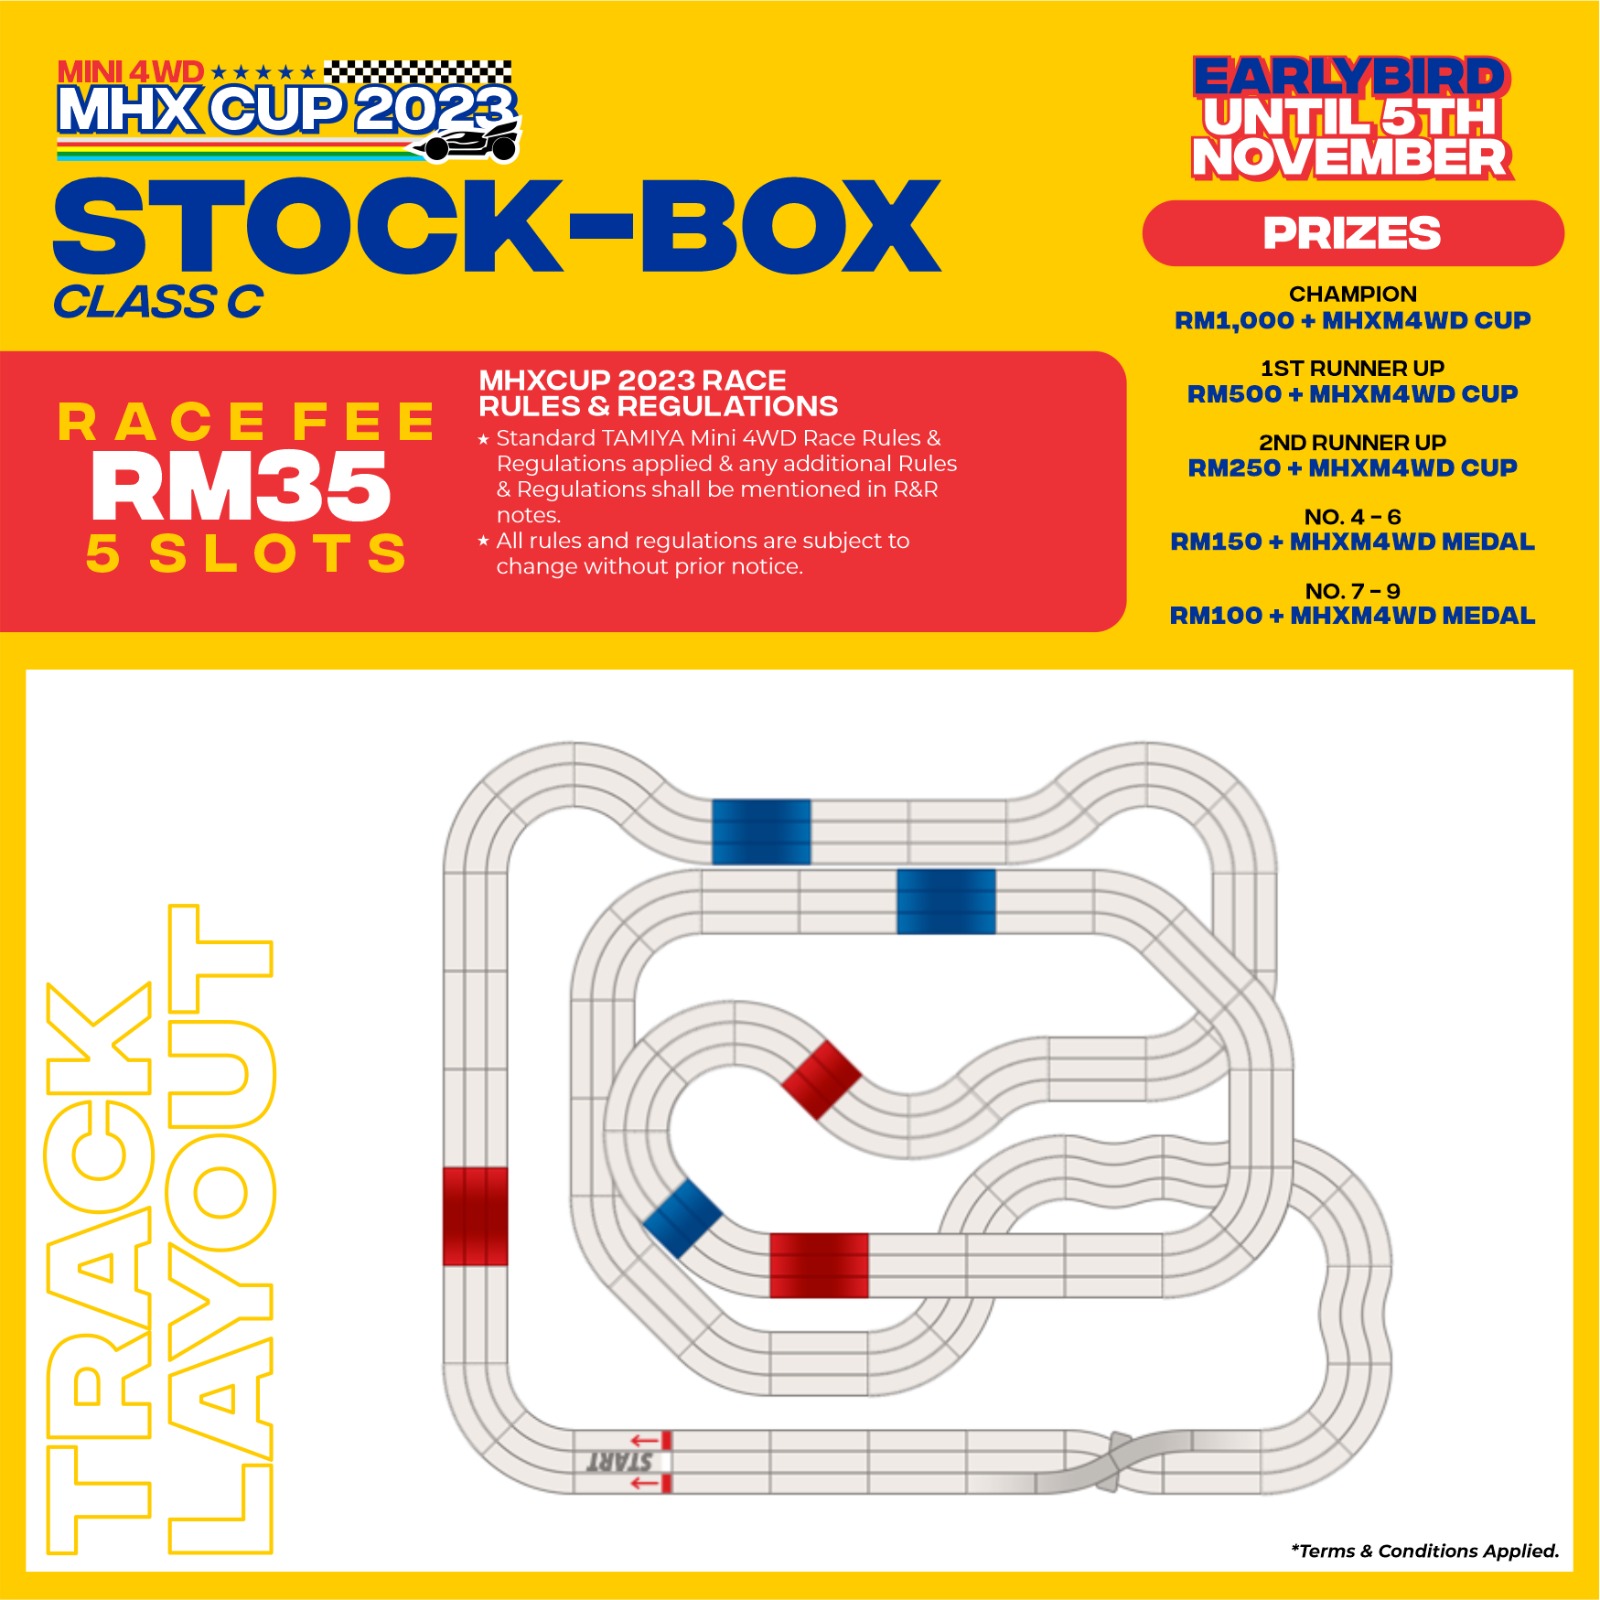 MINI 4WD
MHX CUP 2023
STOCK-BOX
CLASS C
EARLYBIRD
UNTIL 5TH
NOVEMBER
PRIZES
CHAMPION
RM1,000 + MHXM4WD CUP
1ST RUNNER UP
RM500 + MHXM4WD CUP
2ND RUNNER UP
RM250 + MHXM4WD CUP
NO. 4 - 6
RM150 + MHXM4WD MEDAL
NO. 7 - 9
RM100 + MHXM4WD MEDAL
RACE FEE
RM35
5 SLOTS
MHXCUP 2023 RACE
RULES & REGULATIONS
★ Standard TAMIYA Mini 4WD Race Rules &
Regulations applied & any additional Rules
& Regulations shall be mentioned in R&R
notes.
★ All rules and regulations are subject to
change without prior notice.
TRACK
LAYOUT
START
*Terms & Conditions Applied.